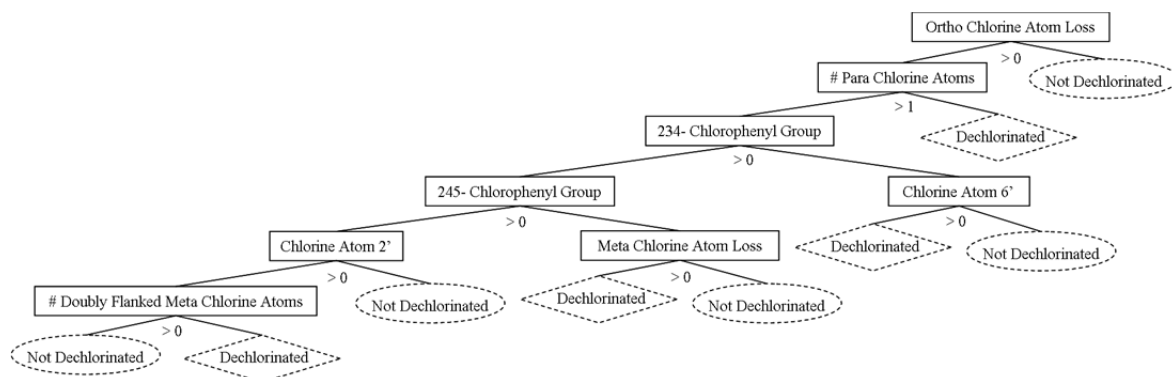 Ortho Chlorine Atom Loss
> 0
# Para Chlorine Atoms
Not Dechlorinated
> 1
234- Chlorophenyl Group
Dechlorinated
> 0
245- Chlorophenyl Group
Chlorine Atom 6’
> 0
> 0
Chlorine Atom 2’
Meta Chlorine Atom Loss
Dechlorinated
Not Dechlorinated
> 0
> 0
# Doubly Flanked Meta Chlorine Atoms
Not Dechlorinated
Dechlorinated
Not Dechlorinated
> 0
Not Dechlorinated
Dechlorinated